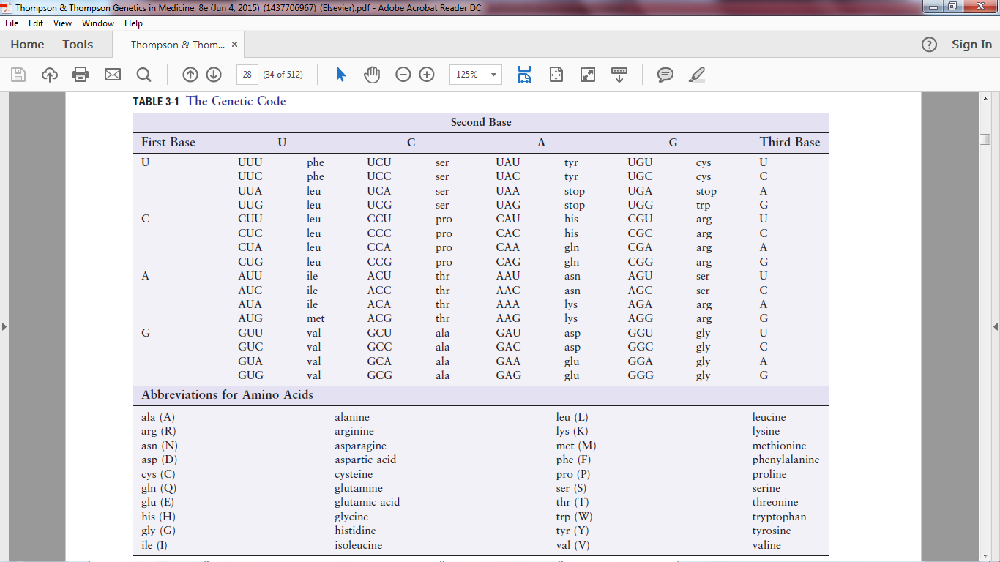 Thompson & Thompson Genetics in Medicine, 8e (Jun 4, 2015)_(1437706967)_(Elsevier).pdf - Adobe Acrobat Reader DC
File Edit View Window Help
Home Tools Thompson & Thom... × ? Sign In
28 (34 of 512) 125%
TABLE 3-1 The Genetic Code
Second Base
First Base U C A G Third Base
U UUU phe UCU ser UAU tyr UGU cys U
UUC phe UCC ser UAC tyr UGC cys C
UUA leu UCA ser UAA stop UGA stop A
UUG leu UCG ser UAG stop UGG trp G
C CUU leu CCU pro CAU his CGU arg U
CUC leu CCC pro CAC his CGC arg C
CUA leu CCA pro CAA gln CGA arg A
CUG leu CCG pro CAG gln CGG arg G
A AUU ile ACU thr AAU asn AGU ser U
AUC ile ACC thr AAC asn AGC ser C
AUA ile ACA thr AAA lys AGA arg A
AUG met ACG thr AAG lys AGG arg G
G GUU val GCU ala GAU asp GGU gly U
GUC val GCC ala GAC asp GGC gly C
GUA val GCA ala GAA glu GGA gly A
GUG val GCG ala GAG glu GGG gly G
Abbreviations for Amino Acids
ala (A) alanine leu (L) leucine
arg (R) arginine lys (K) lysine
asn (N) asparagine met (M) methionine
asp (D) aspartic acid phe (F) phenylalanine
cys (C) cysteine pro (P) proline
gln (Q) glutamine ser (S) serine
glu (E) glutamic acid thr (T) threonine
his (H) glycine trp (W) tryptophan
gly (G) histidine tyr (Y) tyrosine
ile (I) isoleucine val (V) valine